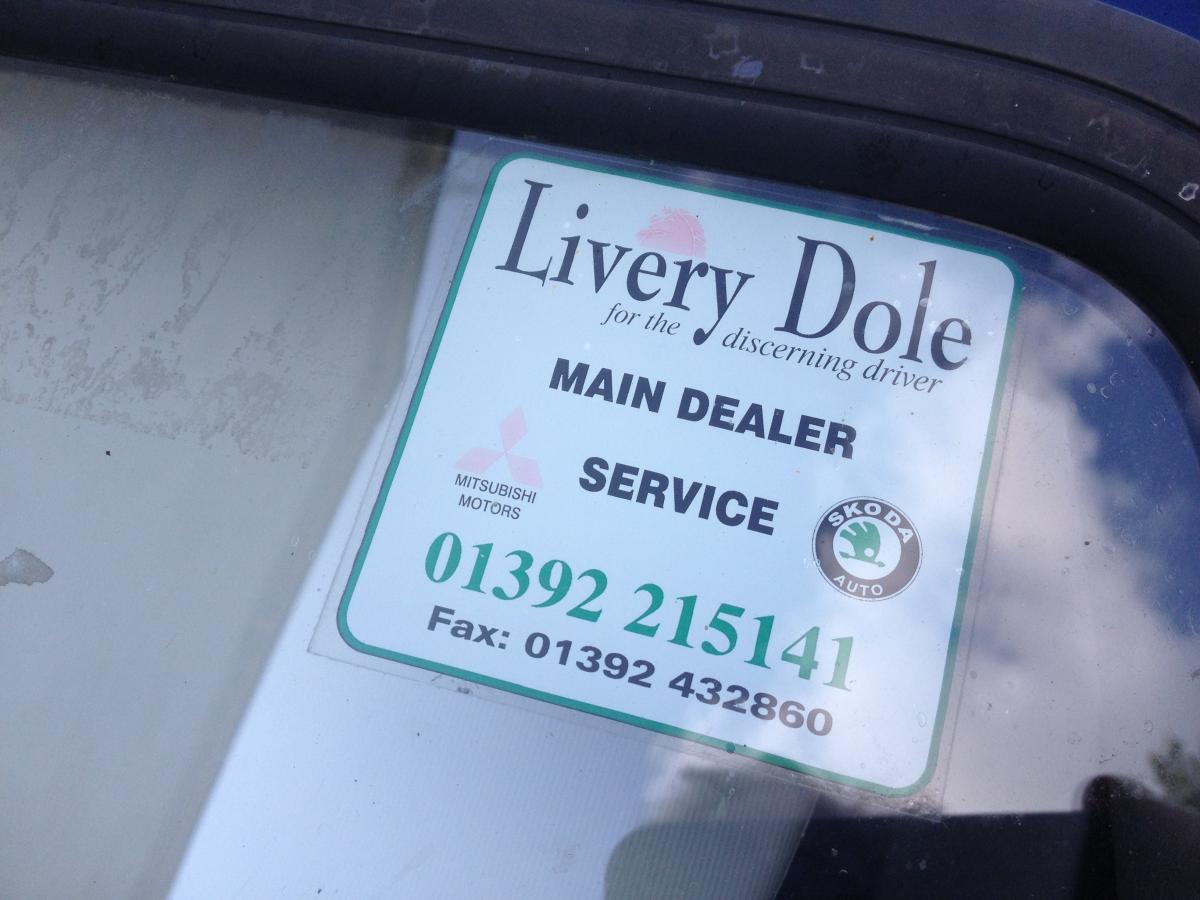 Livery Dole
for the discerning driver
MAIN DEALER
SERVICE
MITSUBISHI
MOTORS
SKODA
AUTO
01392 215141
Fax: 01392 432860